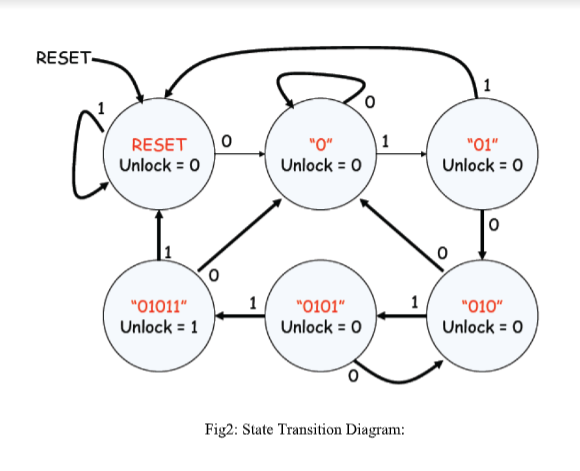 RESET
1
0
1
1
RESET
Unlock = 0
0
"0"
Unlock = 0
1
"01"
Unlock = 0
0
1
0
0
"01011"
Unlock = 1
1
"0101"
Unlock = 0
1
"010"
Unlock = 0
0
Fig2: State Transition Diagram: